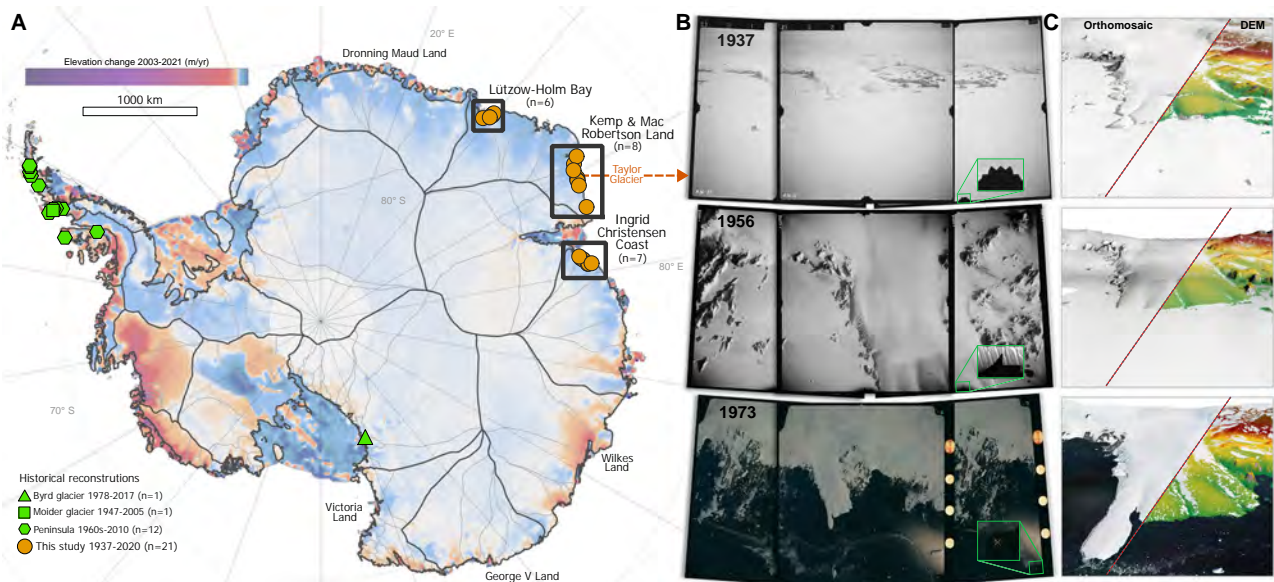 A
20° E
Dronning Maud Land
Elevation change 2003-2021 (m/yr)
1000 km
Lützow-Holm Bay
(n=6)
Kemp & Mac
Robertson Land
(n=8)
Taylor
Glacier
80° S
Ingrid
Christensen
Coast
(n=7)
80° E
70° S
Wilkes
Land
Victoria
Land
George V Land
Historical reconstrutions
Byrd glacier 1978-2017 (n=1)
Moider glacier 1947-2005 (n=1)
Peninsula 1960s-2010 (n=12)
This study 1937-2020 (n=21)
B
1937
1956
1973
C
Orthomosaic
DEM